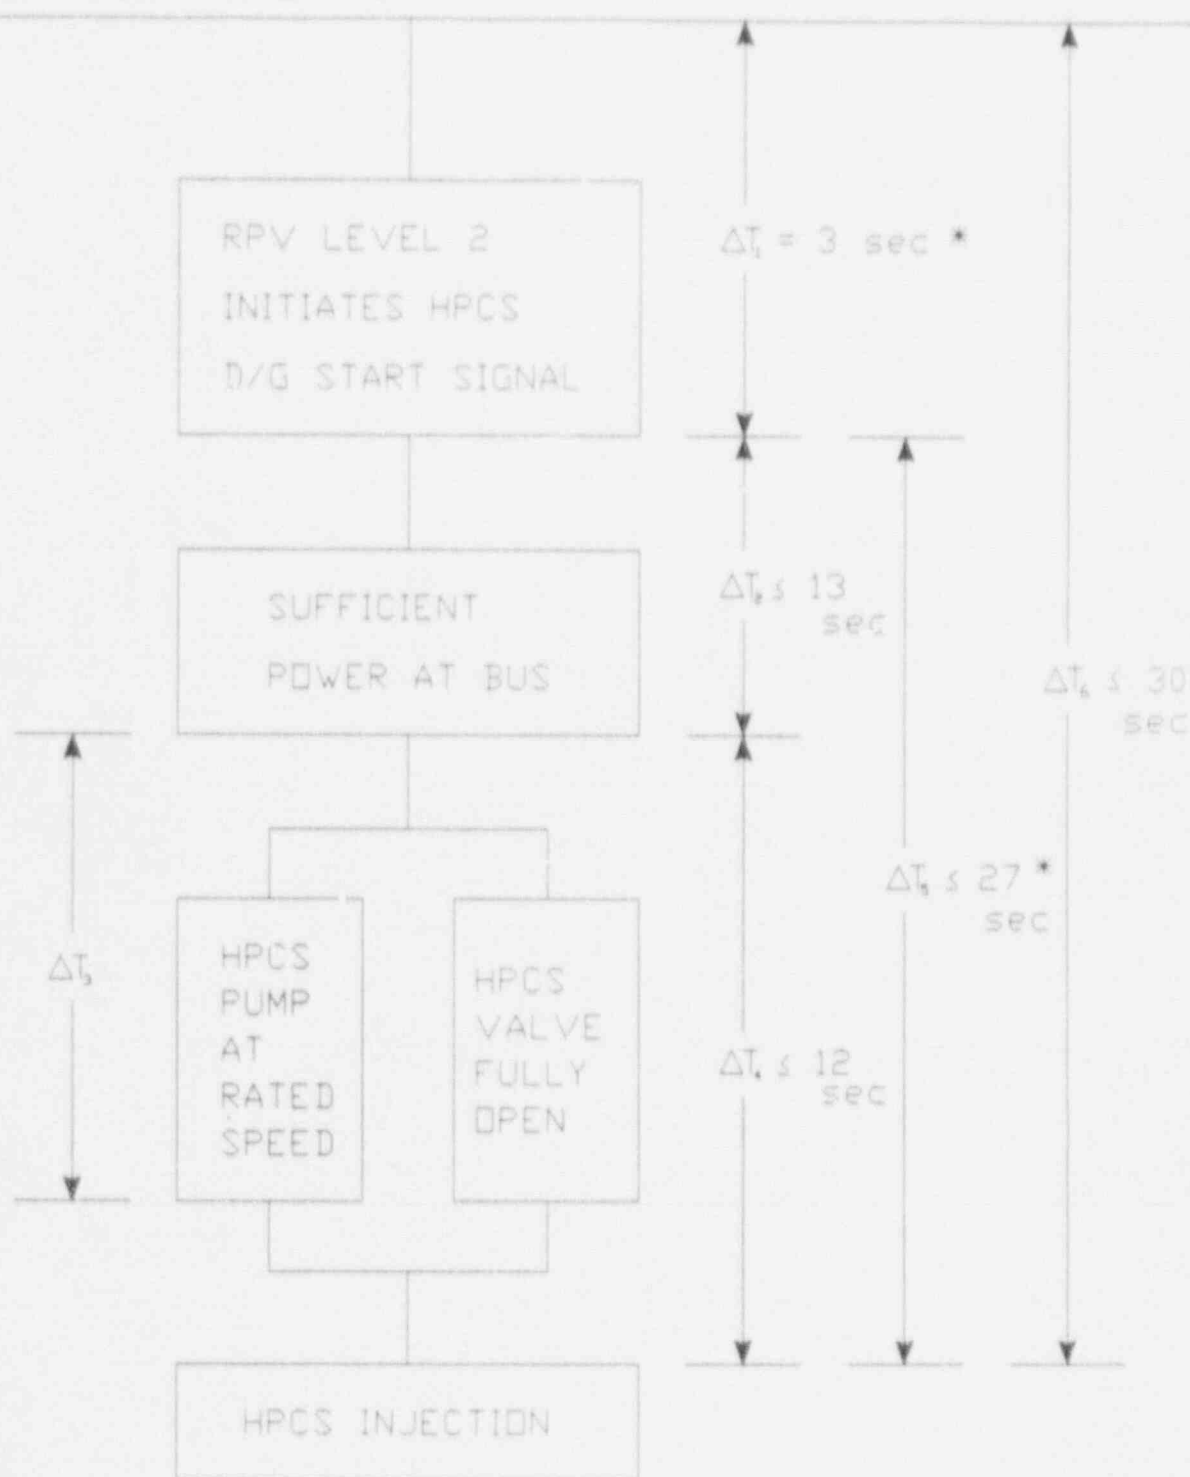 RPV LEVEL 2
INITIATES HPCS
D/G START SIGNAL
ΔT₁ = 3 sec *
SUFFICIENT
POWER AT BUS
ΔT₂ ≤ 13
sec
ΔT₆ ≤ 30
sec
ΔT₃
HPCS
PUMP
AT
RATED
SPEED
HPCS
VALVE
FULLY
OPEN
ΔT₄ ≤ 12
sec
ΔT₅ ≤ 27 *
sec
HPCS INJECTION